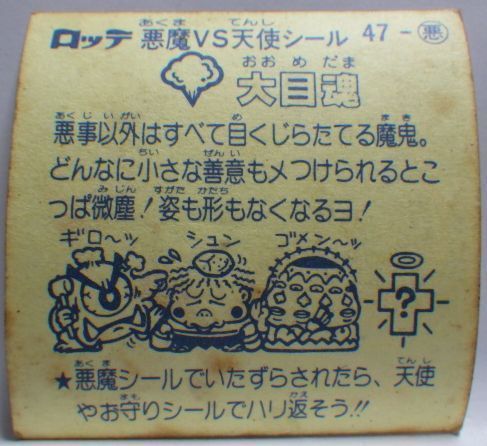 ロッテ 悪魔VS天使シール 47-悪
大目魂
悪事以外はすべて目くじらたてる魔鬼。
どんなに小さな善意もメつけられるとこ
っぱ微塵！姿も形もなくなるヨ！
ギロ〜ッ シュン ゴメン〜ッ
?
★悪魔シールでいたずらされたら、天使
やお守りシールでハリ返そう!!